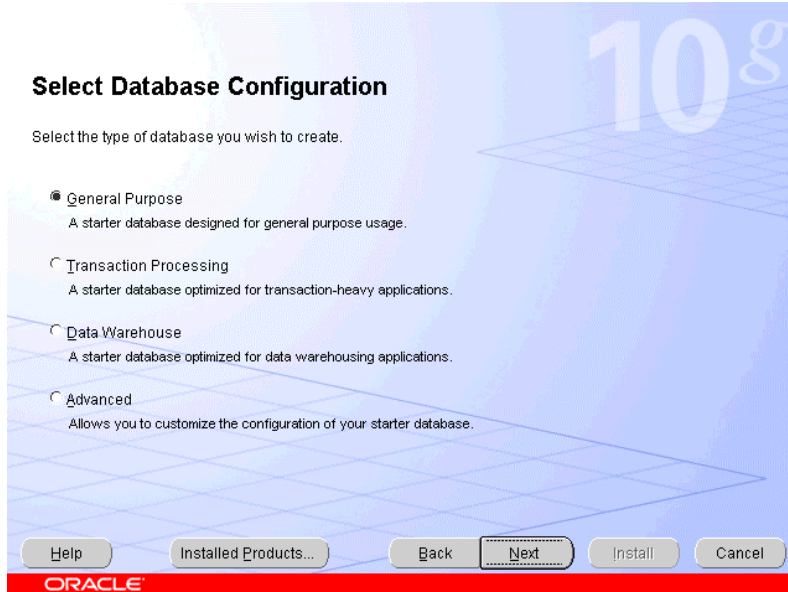 10g
Select Database Configuration
Select the type of database you wish to create.
General Purpose
A starter database designed for general purpose usage.
Transaction Processing
A starter database optimized for transaction-heavy applications.
Data Warehouse
A starter database optimized for data warehousing applications.
Advanced
Allows you to customize the configuration of your starter database.
Help Installed Products... Back Next Install Cancel
ORACLE